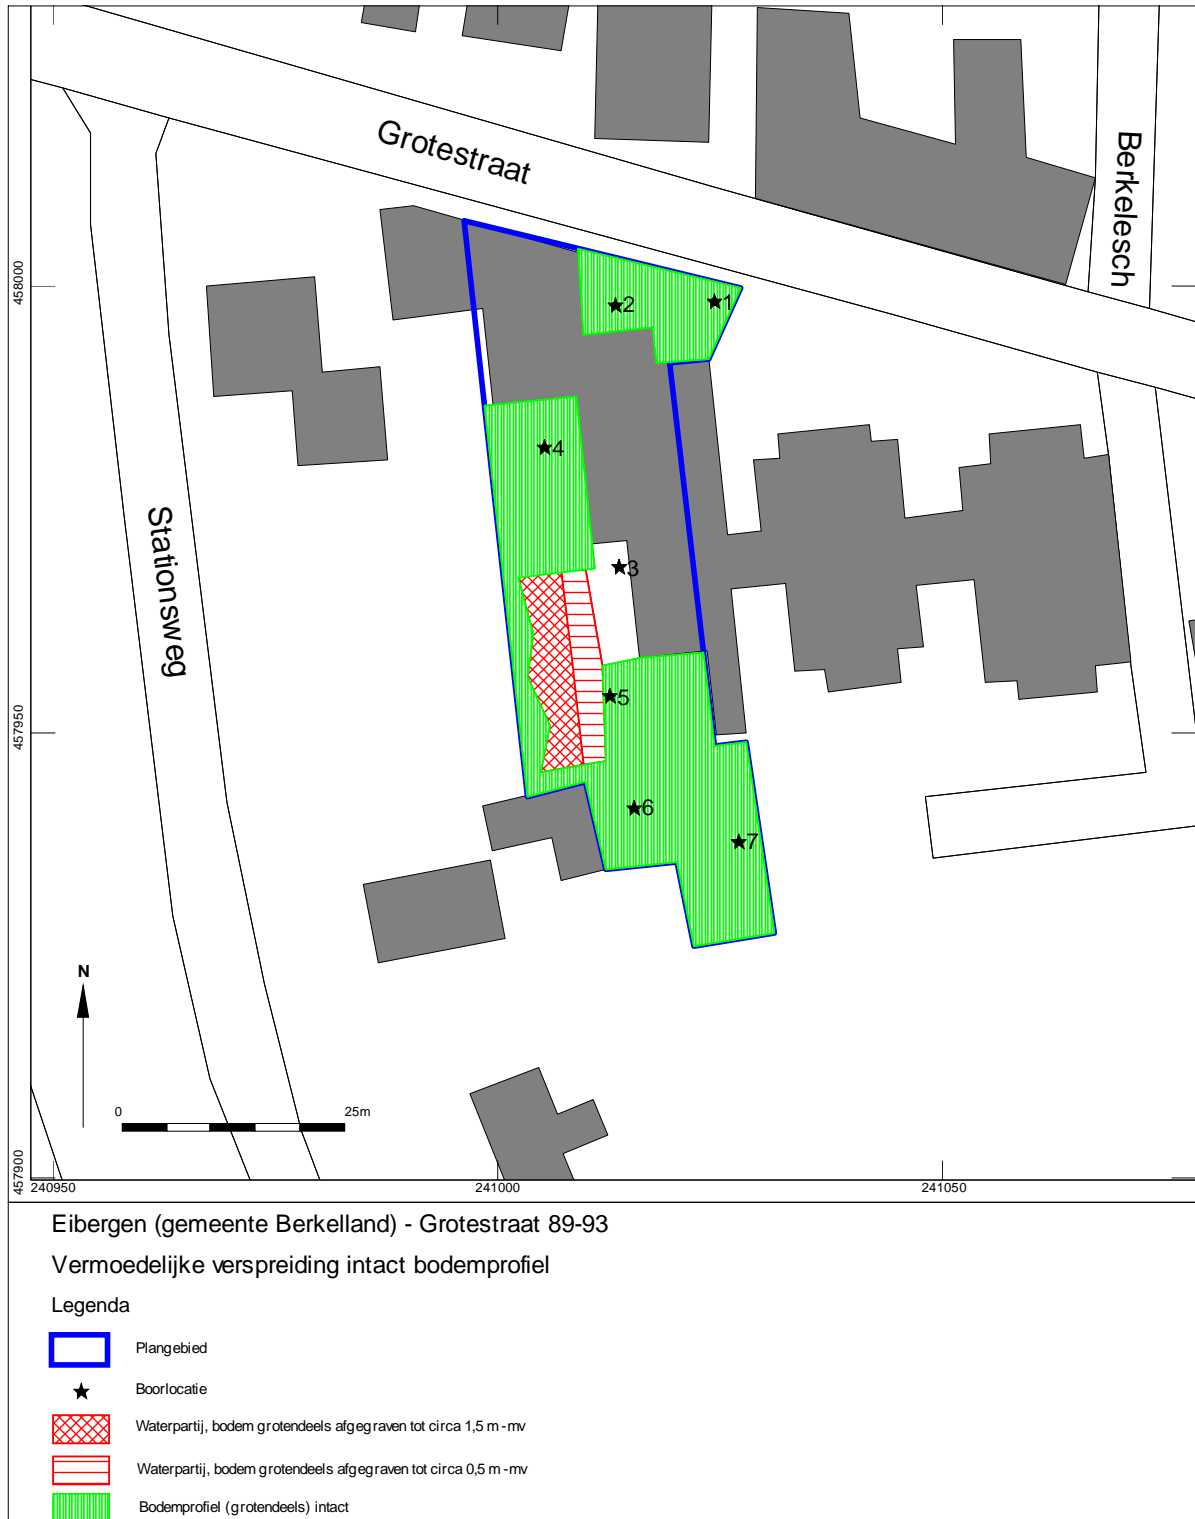 Grotestraat
Berkelesch
458000
1
2
4
3
Stationsweg
5
457950
6
7
N
0
25m
457900
240950
241000
241050
Eibergen (gemeente Berkelland) - Grotestraat 89-93
Vermoedelijke verspreiding intact bodemprofiel
Legenda
Plangebied
Boorlocatie
Waterpartij, bodem grotendeels afgegraven tot circa 1,5 m -mv
Waterpartij, bodem grotendeels afgegraven tot circa 0,5 m -mv
Bodemprofiel (grotendeels) intact